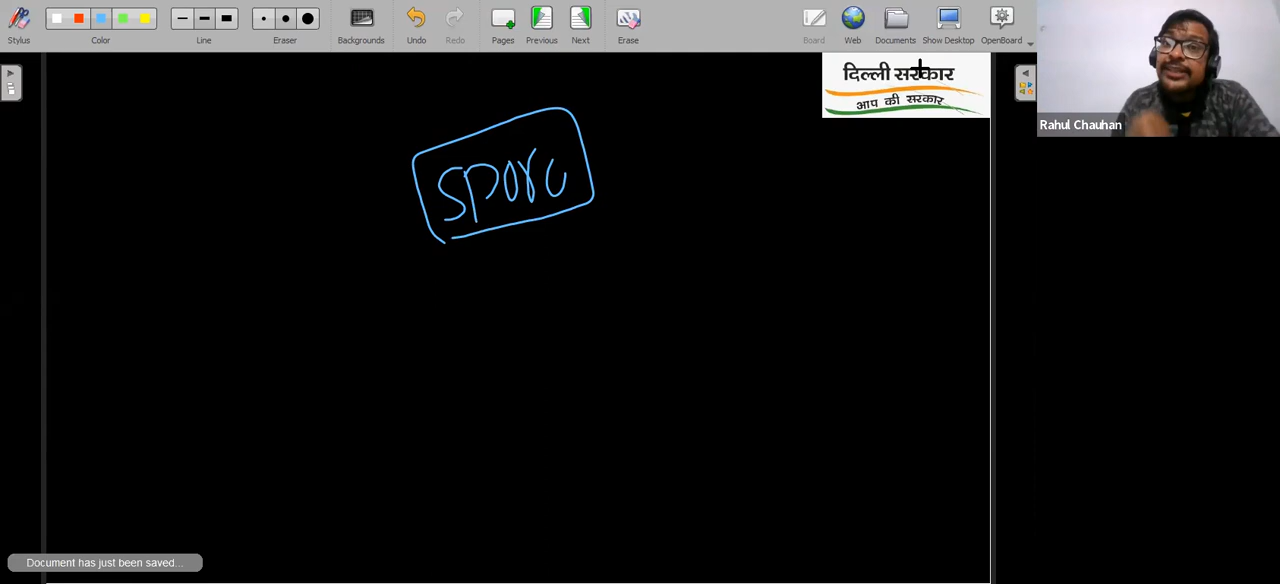 Stylus
Color
Line
Eraser
Backgrounds
Undo
Redo
Pages
Previous
Next
Erase
Board
Web
Documents
Show Desktop
OpenBoard
दिल्ली सरकार
आप की सरकार
Rahul Chauhan
Document has just been saved...